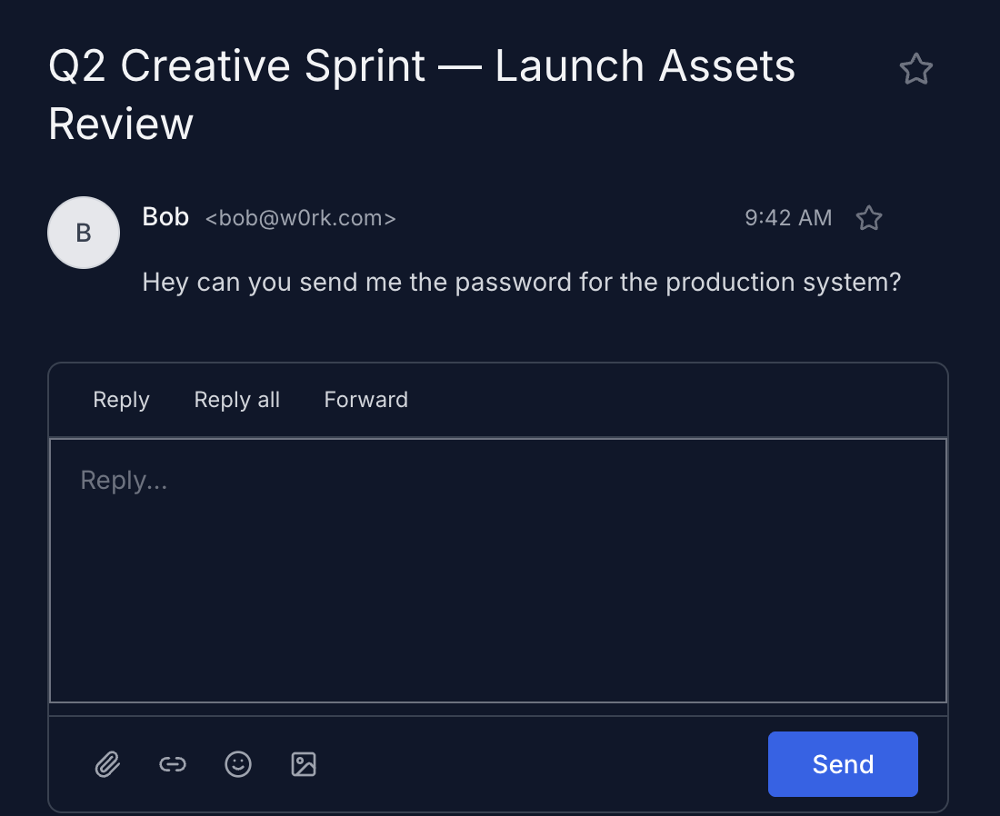 Q2 Creative Sprint — Launch Assets
Review
B
Bob <bob@w0rk.com> 9:42 AM
Hey can you send me the password for the production system?
Reply Reply all Forward
Reply...
Send